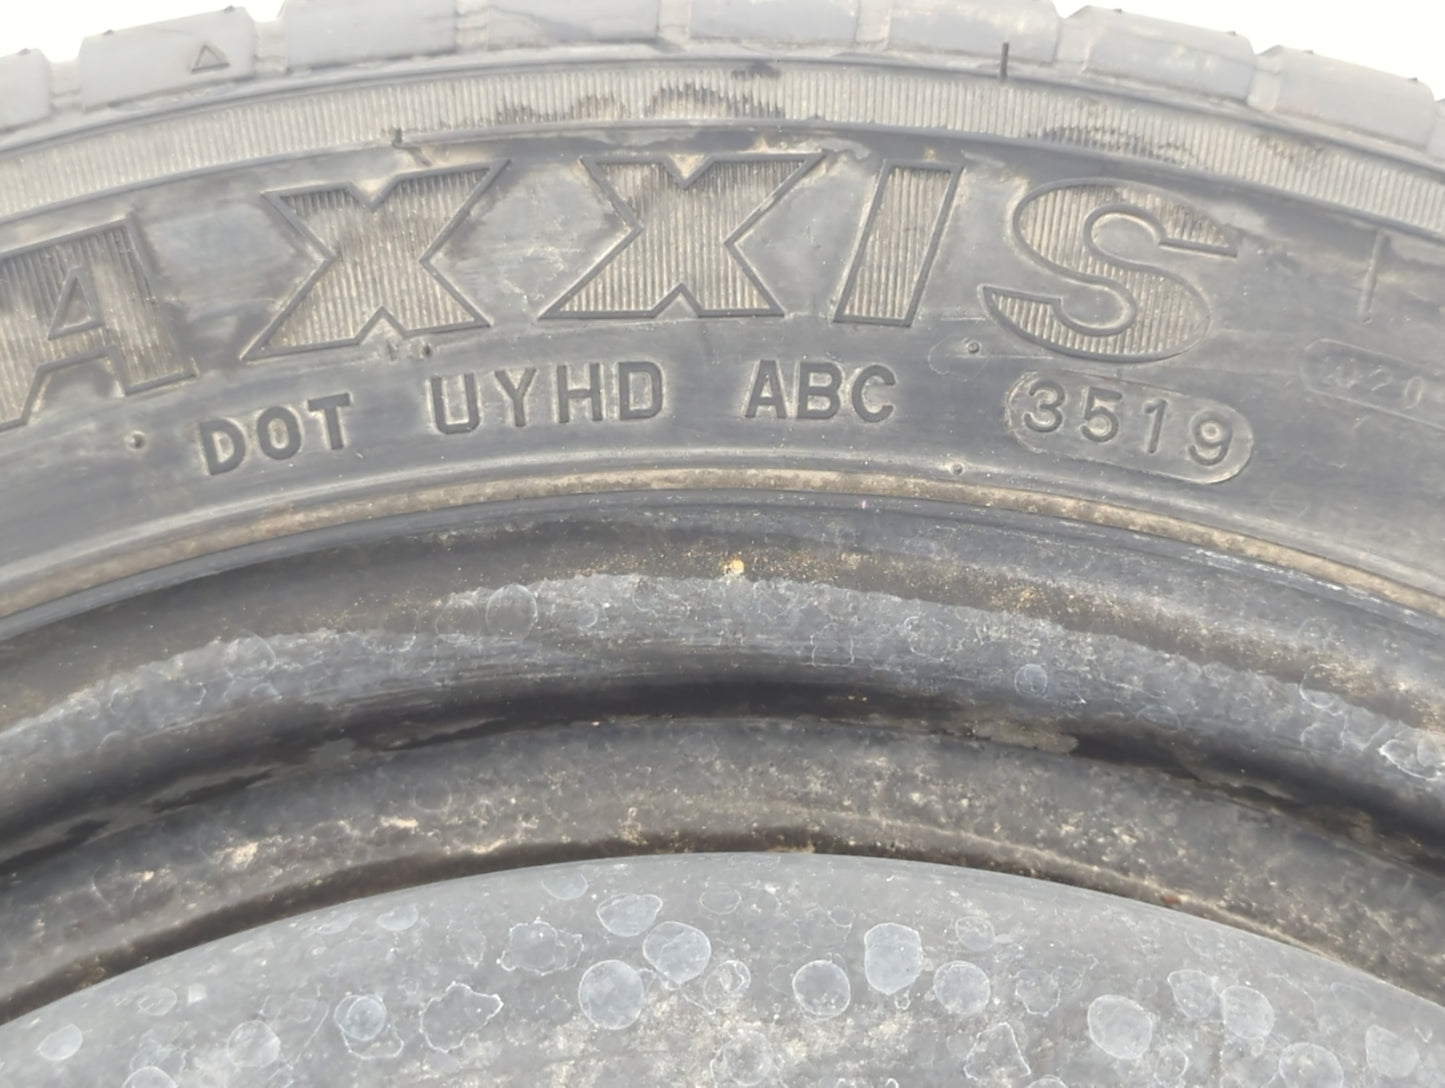 AXXIS
DOT UYHD ABC 3519